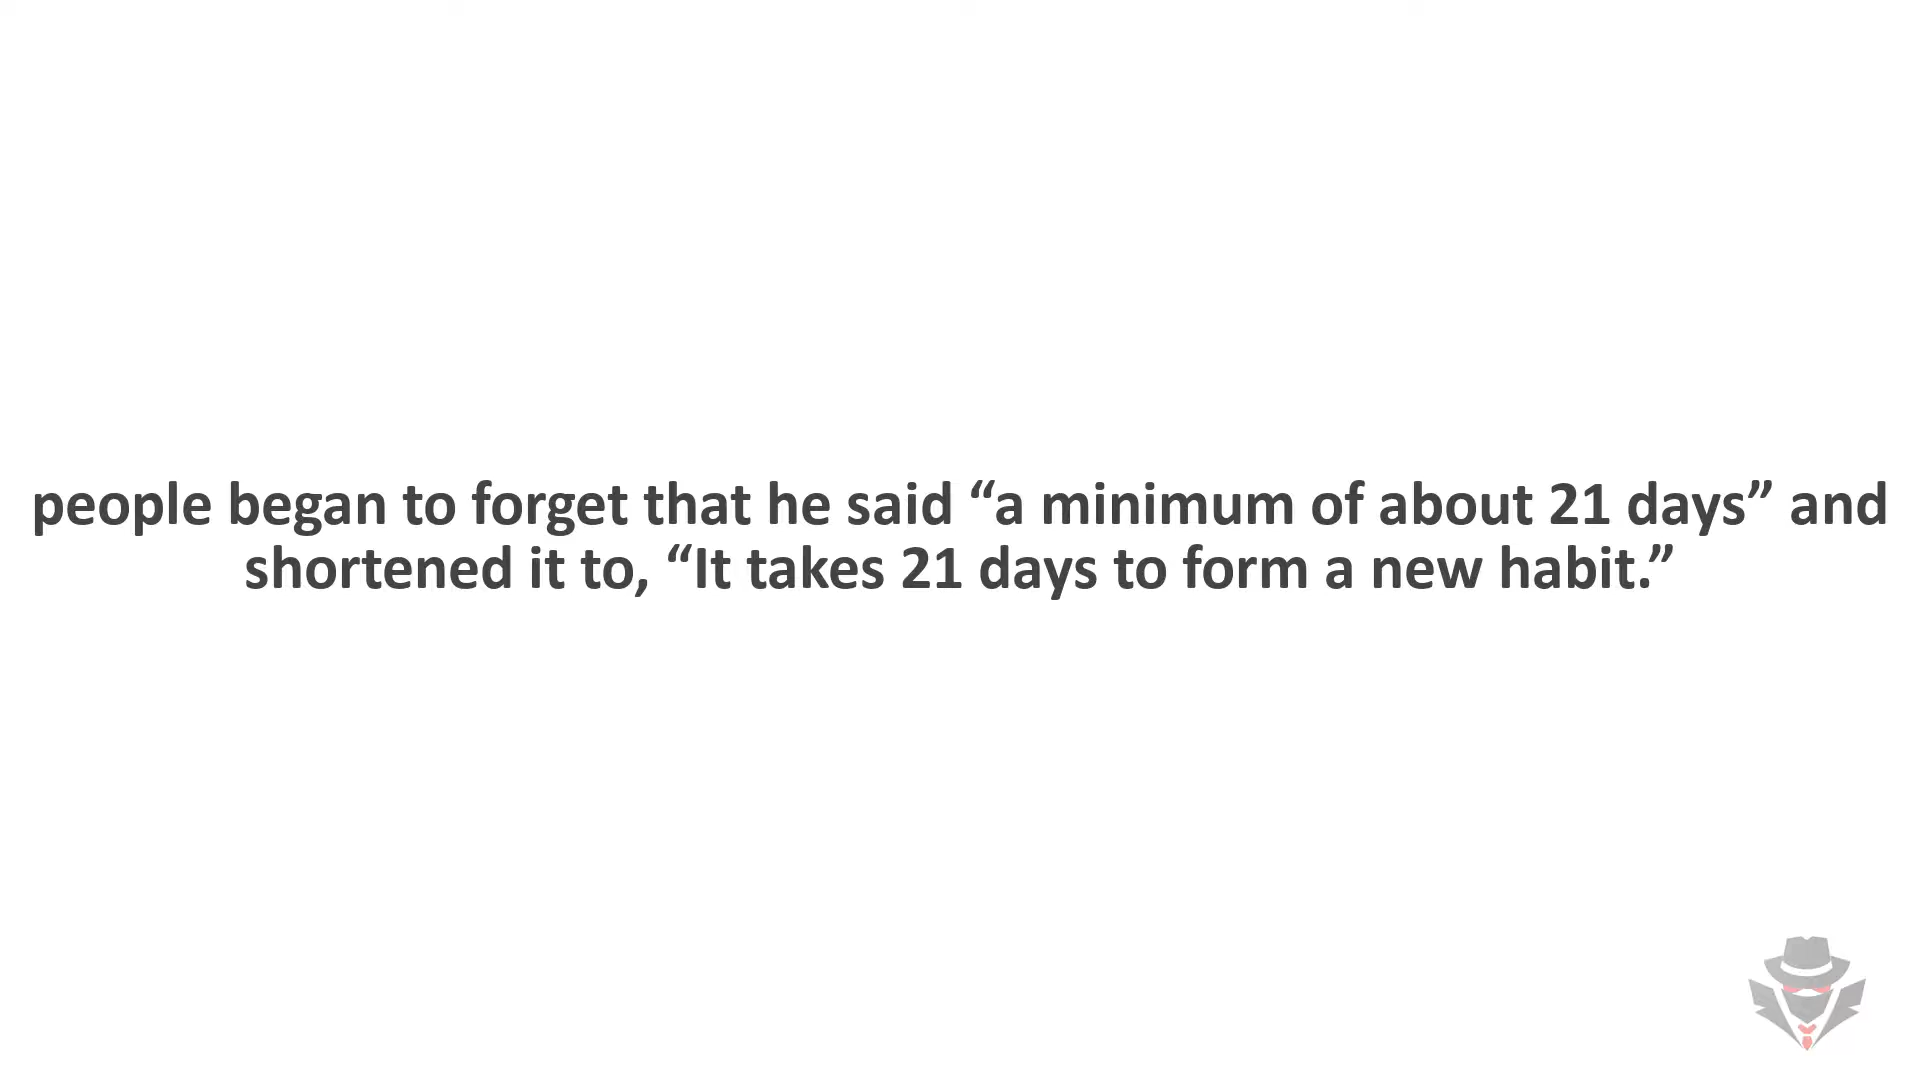 people began to forget that he said “a minimum of about 21 days” and
shortened it to, “It takes 21 days to form a new habit.”